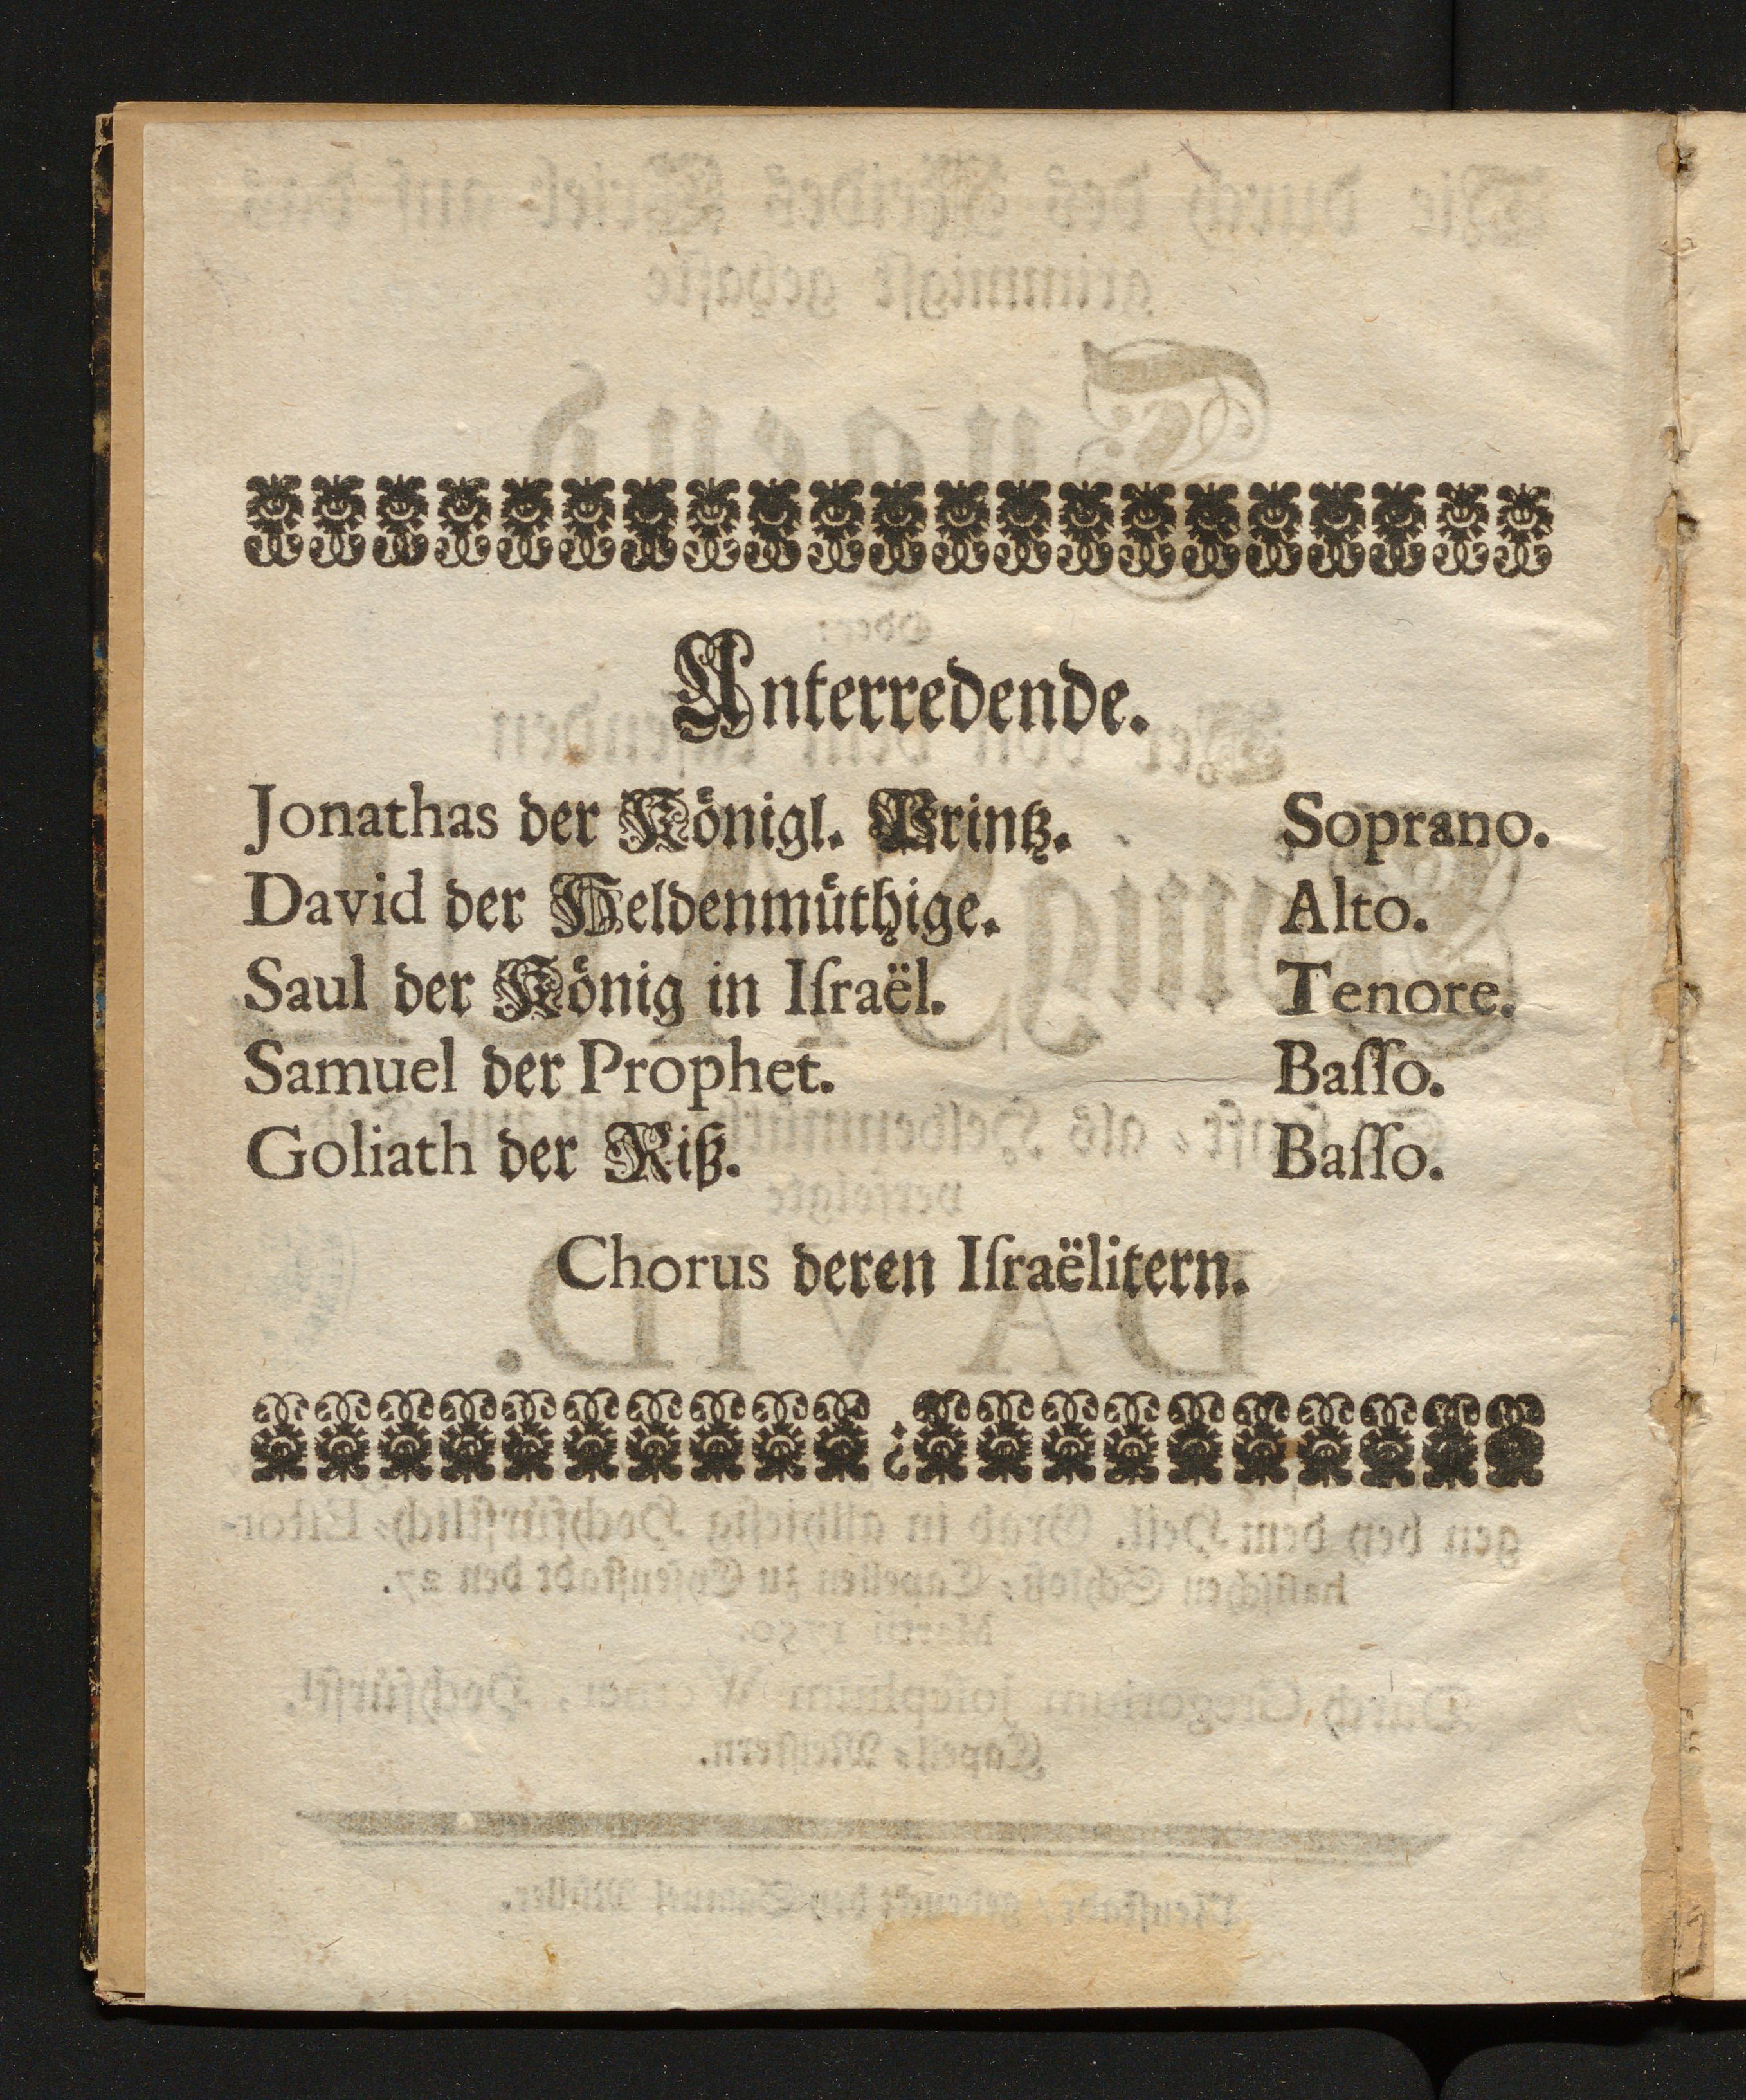 Unterredende.
Jonathas der Königl. Printz. Soprano.
David der Heldenmüthige. Alto.
Saul der König in Iſraël. Tenore.
Samuel der Prophet. Baſſo.
Goliath der Riß. Baſſo.
Chorus deren Iſraëlitern.